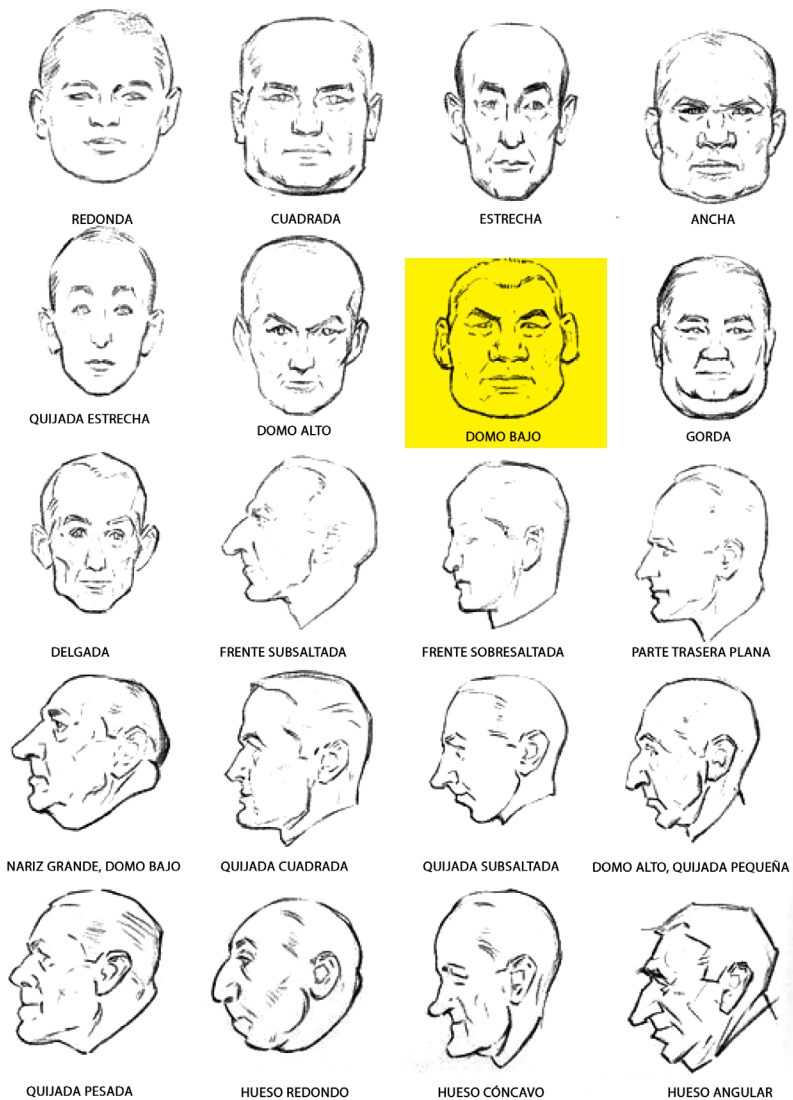 REDONDA
CUADRADA
ESTRECHA
ANCHA
QUIJADA ESTRECHA
DOMO ALTO
DOMO BAJO
GORDA
DELGADA
FRENTE SUBSALTADA
FRENTE SOBRESALTADA
PARTE TRASERA PLANA
NARIZ GRANDE, DOMO BAJO
QUIJADA CUADRADA
QUIJADA SUBSALTADA
DOMO ALTO, QUIJADA PEQUEÑA
QUIJADA PESADA
HUESO REDONDO
HUESO CÓNCAVO
HUESO ANGULAR